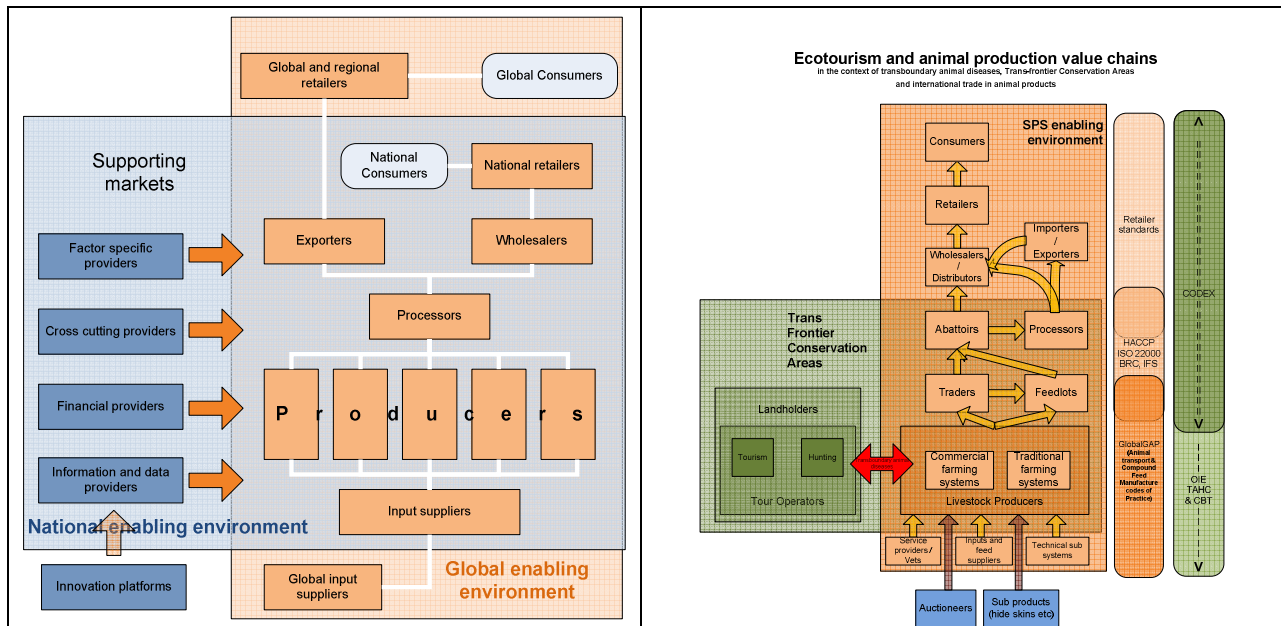 Global and regional
retailers
Global Consumers
Supporting
markets
National
Consumers
National retailers
Factor specific
providers
Exporters
Wholesalers
Cross cutting providers
Processors
Financial providers
Producers
Information and data
providers
Input suppliers
National enabling environment
Innovation platforms
Global input
suppliers
Global enabling
environment
Ecotourism and animal production value chains
in the context of transboundary animal diseases, Trans-frontier Conservation Areas
and international trade in animal products
SPS enabling
environment
Consumers
Retailers
Importers
/
Exporters
Wholesalers
/
Distributors
Retailer
standards
CODEX
Trans
Frontier
Conservation
Areas
Abattoirs
Processors
HACCP
ISO 22000
BRC, IFS
Traders
Feedlots
Landholders
Tourism
Hunting
Tour Operators
Commercial
farming
systems
Traditional
farming
systems
Livestock Producers
GlobalGAP
(Animal
transport &
Compound
Feed
Manufacture
codes of
Practice)
OIE
TAHC
& CBT
Service
providers /
Vets
Inputs and
feed
suppliers
Technical sub
systems
Auctioneers
Sub products
(hide skins etc)